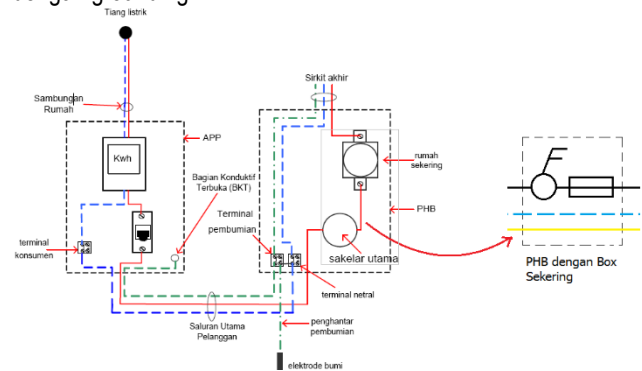 Tiang listrik
Sambungan
Rumah
APP
Kwh
Bagian Konduktif
Terbuka (BKT)
Terminal
pembumian
terminal
konsumen
Saluran Utama
Pelanggan
Sirkit akhir
rumah
sekering
PHB
sakelar utama
terminal netral
penghantar
pembumian
elektrode bumi
PHB dengan Box
Sekering